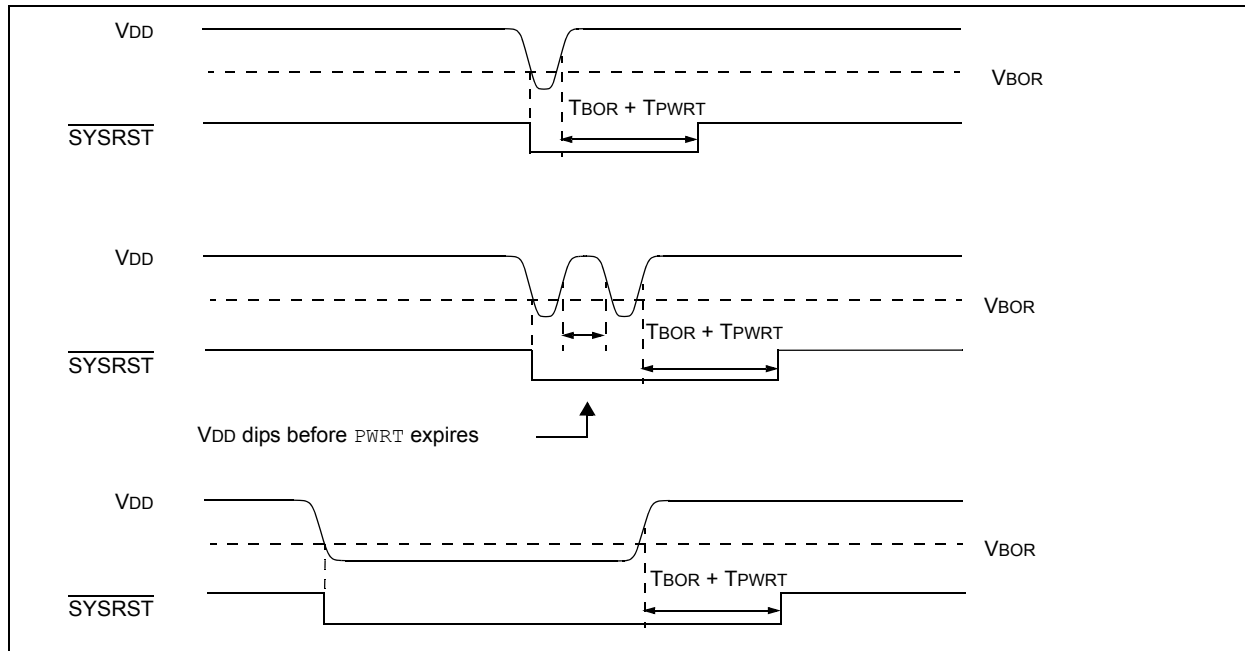 VDD
VBOR
TBOR + TPWRT
SYSRST
VDD
VBOR
TBOR + TPWRT
SYSRST
VDD dips before PWRT expires
VDD
VBOR
TBOR + TPWRT
SYSRST